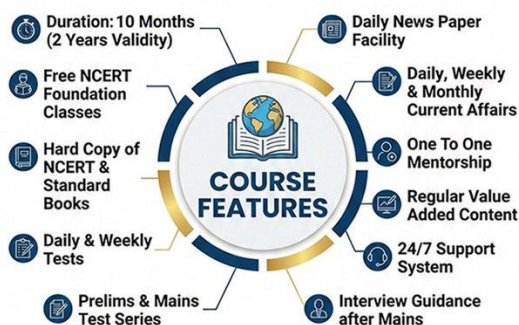 Duration: 10 Months
(2 Years Validity)
Free NCERT
Foundation
Classes
Hard Copy of
NCERT &
Standard
Books
Daily & Weekly
Tests
Prelims & Mains
Test Series
COURSE
FEATURES
Daily News Paper
Facility
Daily, Weekly
& Monthly
Current Affairs
One To One
Mentorship
Regular Value
Added Content
24/7 Support
System
Interview Guidance
after Mains